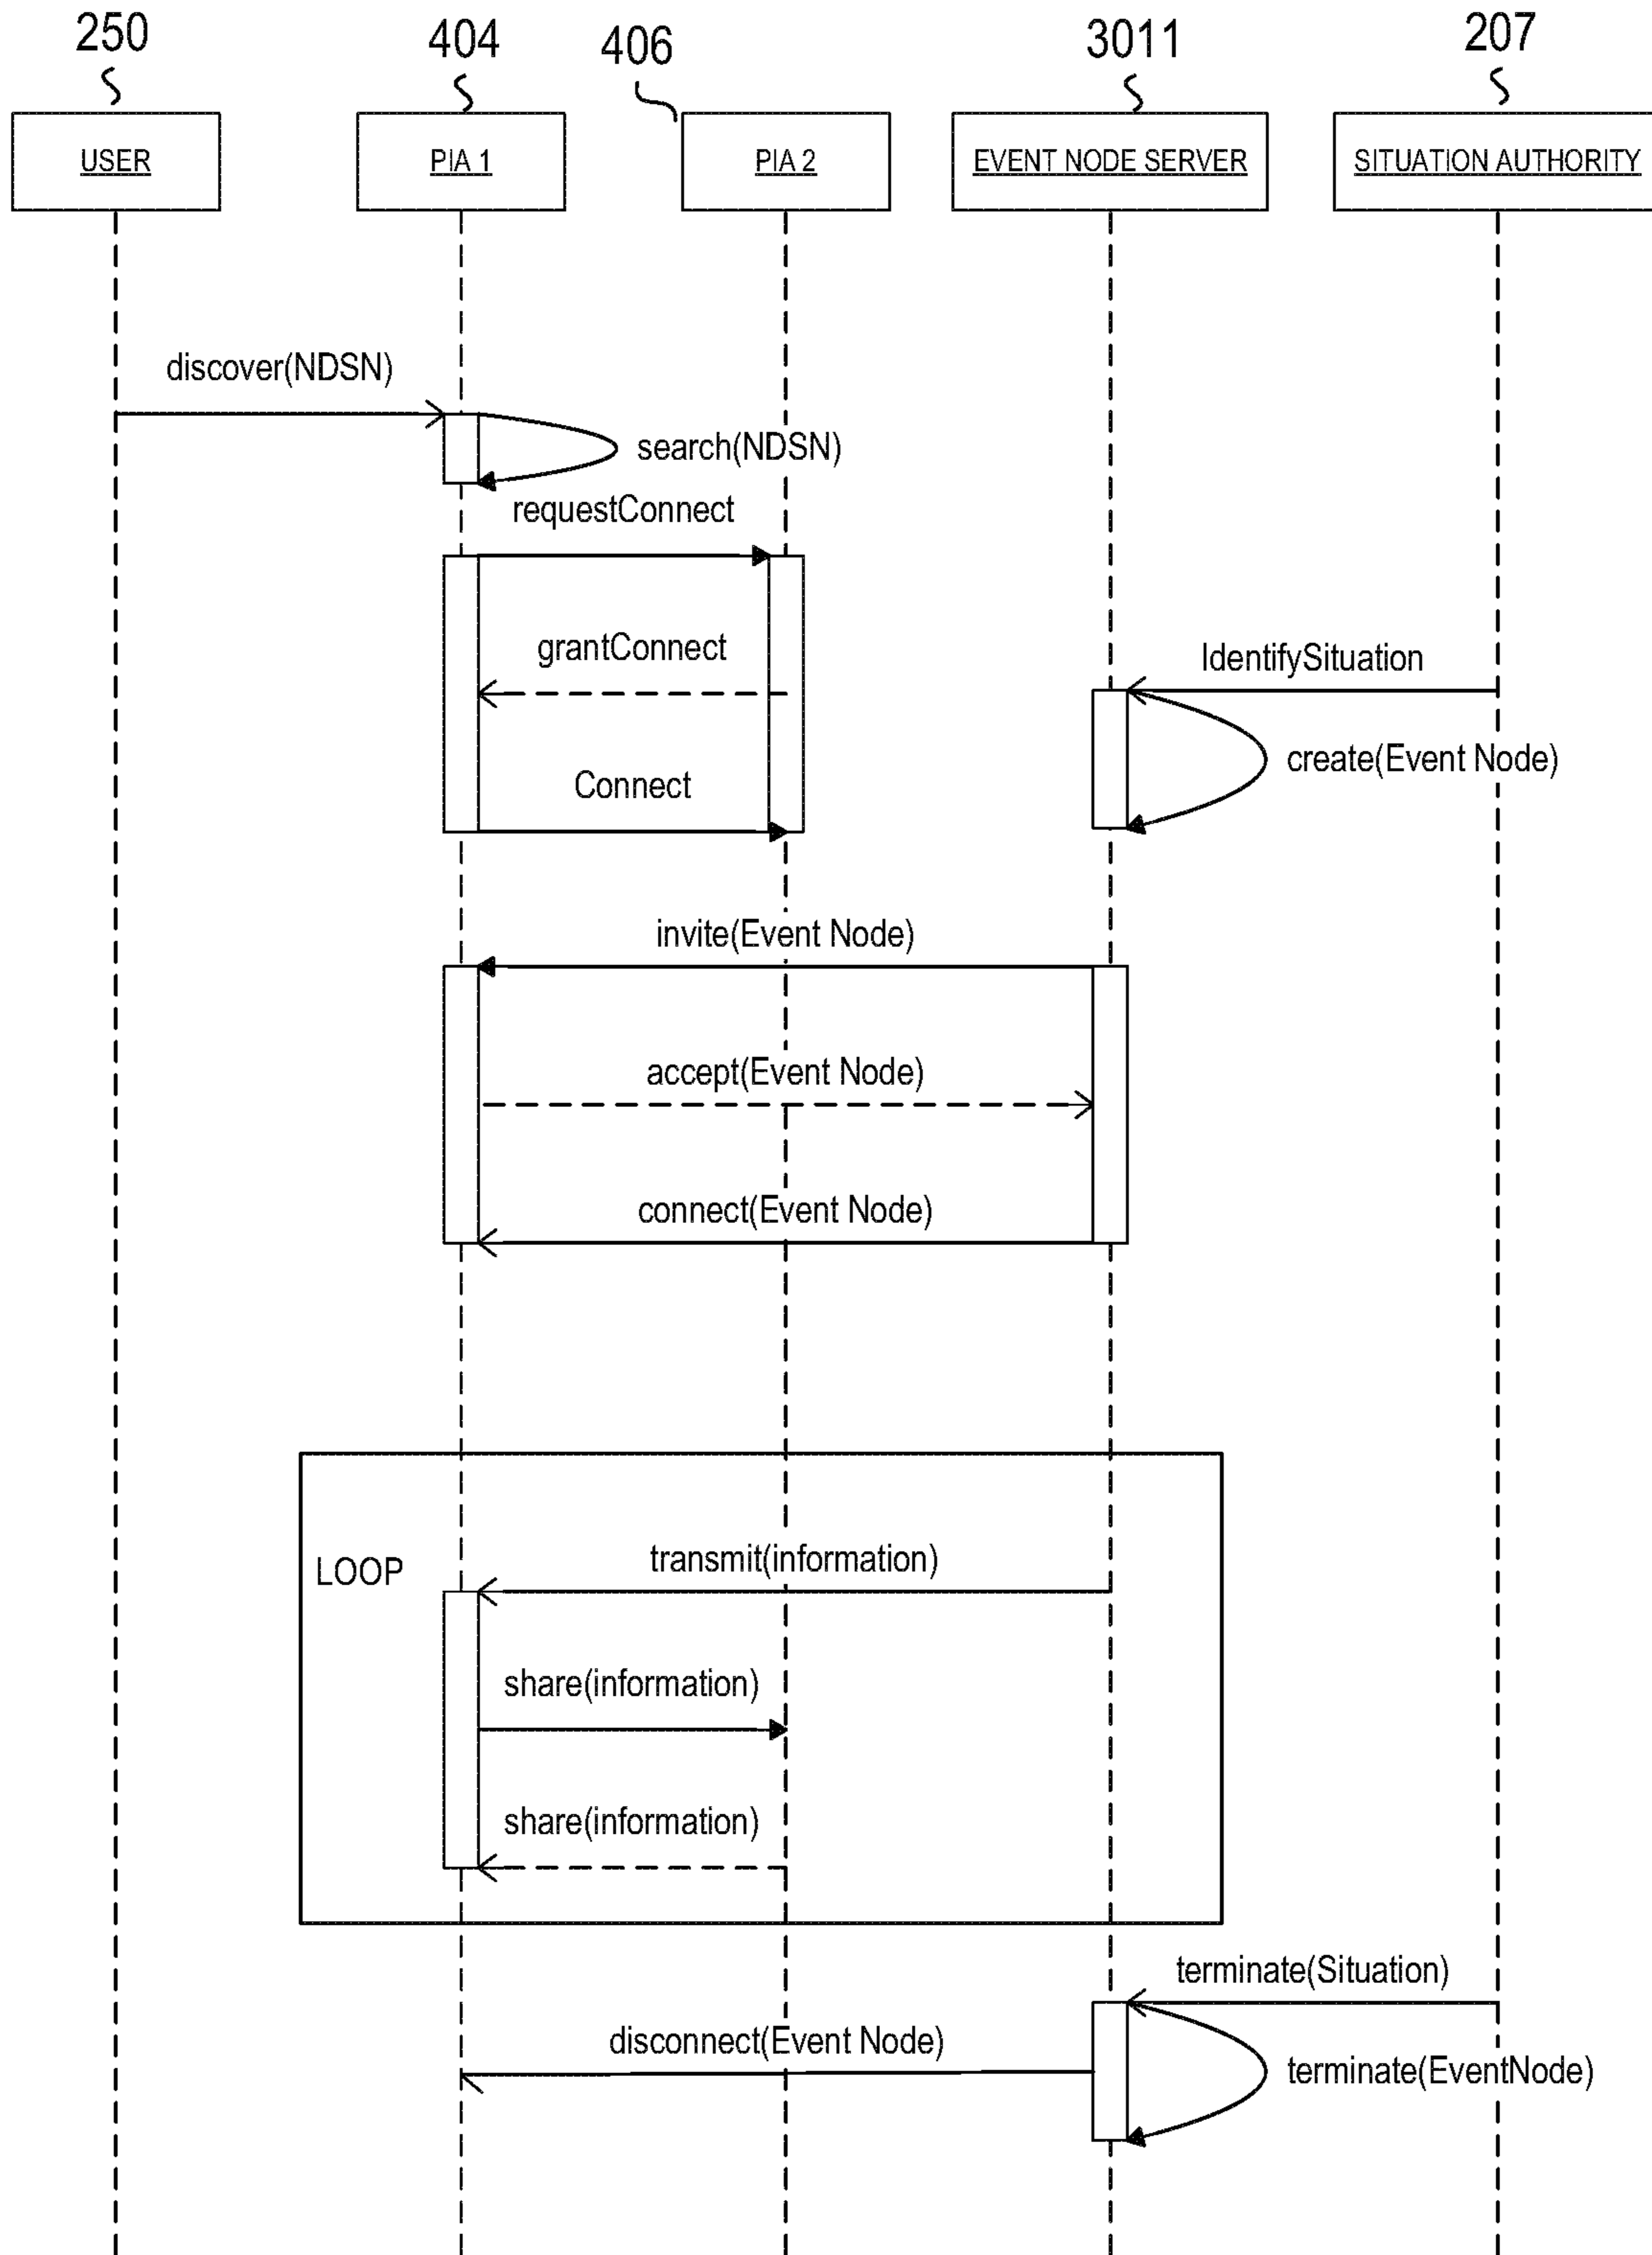 250
404
406
3011
207
USER
PIA 1
PIA 2
EVENT NODE SERVER
SITUATION AUTHORITY
discover(NDSN)
search(NDSN)
requestConnect
grantConnect
IdentifySituation
create(Event Node)
Connect
invite(Event Node)
accept(Event Node)
connect(Event Node)
LOOP
transmit(information)
share(information)
share(information)
terminate(Situation)
disconnect(Event Node)
terminate(EventNode)